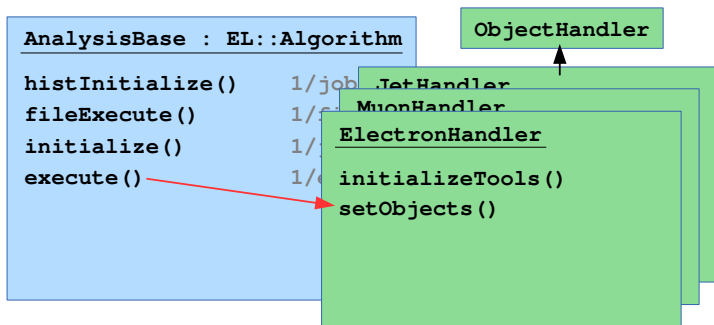 AnalysisBase : EL::Algorithm
histInitialize() 1/job
fileExecute()
initialize()
execute()
ObjectHandler
JetHandler
MuonHandler
ElectronHandler
initializeTools()
setObjects()